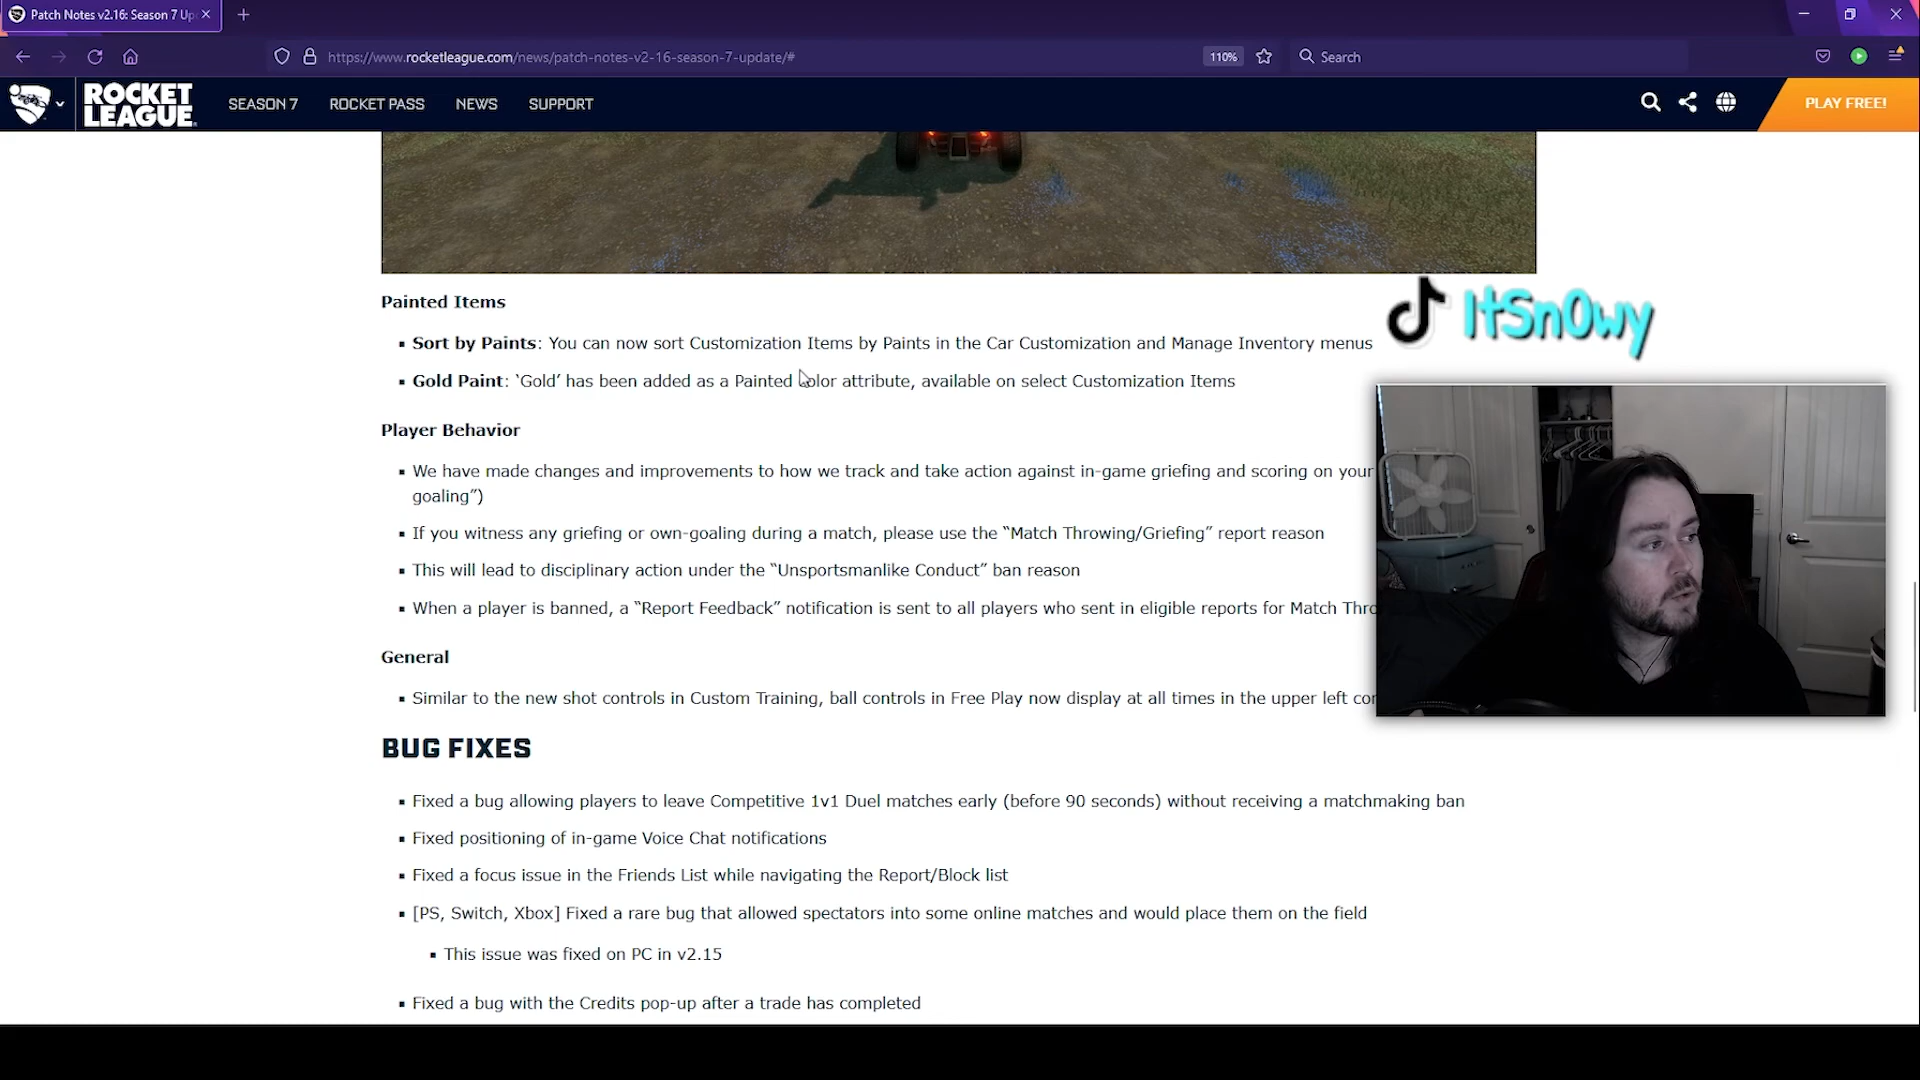 Patch Notes v2.16: Season 7 Up
https://www.rocketleague.com/news/patch-notes-v2-16-season-7-update/#
110%
Search
ROCKET LEAGUE
SEASON 7
ROCKET PASS
NEWS
SUPPORT
PLAY FREE!
Painted Items
ItSn0wy
▪ Sort by Paints: You can now sort Customization Items by Paints in the Car Customization and Manage Inventory menus
▪ Gold Paint: ‘Gold’ has been added as a Painted Color attribute, available on select Customization Items
Player Behavior
▪ We have made changes and improvements to how we track and take action against in-game griefing and scoring on your
goaling”)
▪ If you witness any griefing or own-goaling during a match, please use the “Match Throwing/Griefing” report reason
▪ This will lead to disciplinary action under the “Unsportsmanlike Conduct” ban reason
▪ When a player is banned, a “Report Feedback” notification is sent to all players who sent in eligible reports for Match Thro
General
▪ Similar to the new shot controls in Custom Training, ball controls in Free Play now display at all times in the upper left cor
BUG FIXES
▪ Fixed a bug allowing players to leave Competitive 1v1 Duel matches early (before 90 seconds) without receiving a matchmaking ban
▪ Fixed positioning of in-game Voice Chat notifications
▪ Fixed a focus issue in the Friends List while navigating the Report/Block list
▪ [PS, Switch, Xbox] Fixed a rare bug that allowed spectators into some online matches and would place them on the field
▪ This issue was fixed on PC in v2.15
▪ Fixed a bug with the Credits pop-up after a trade has completed